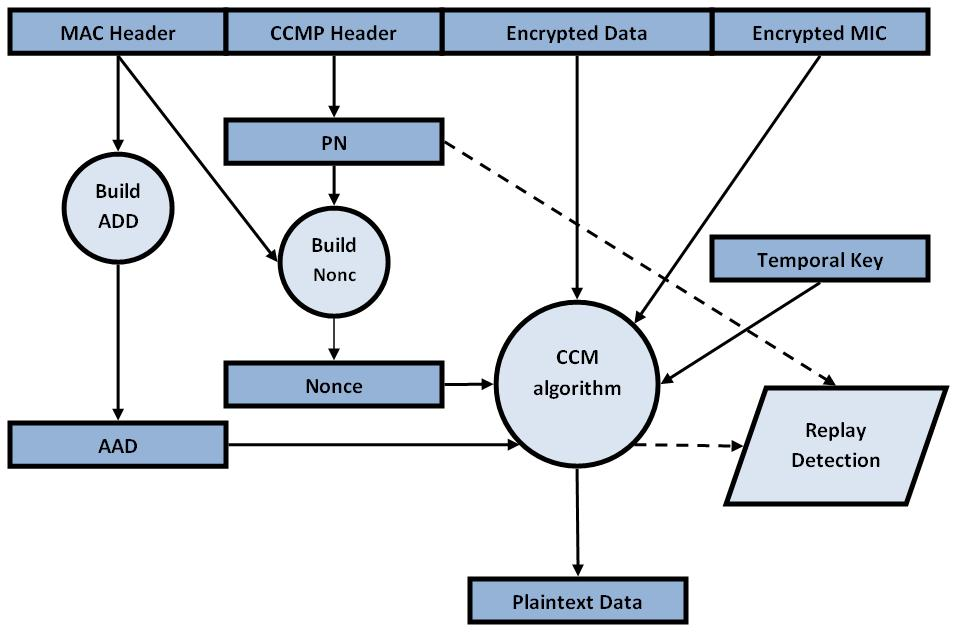 MAC Header
CCMP Header
Encrypted Data
Encrypted MIC
PN
Build
ADD
Build
Nonc
Temporal Key
CCM
algorithm
Nonce
AAD
Replay
Detection
Plaintext Data